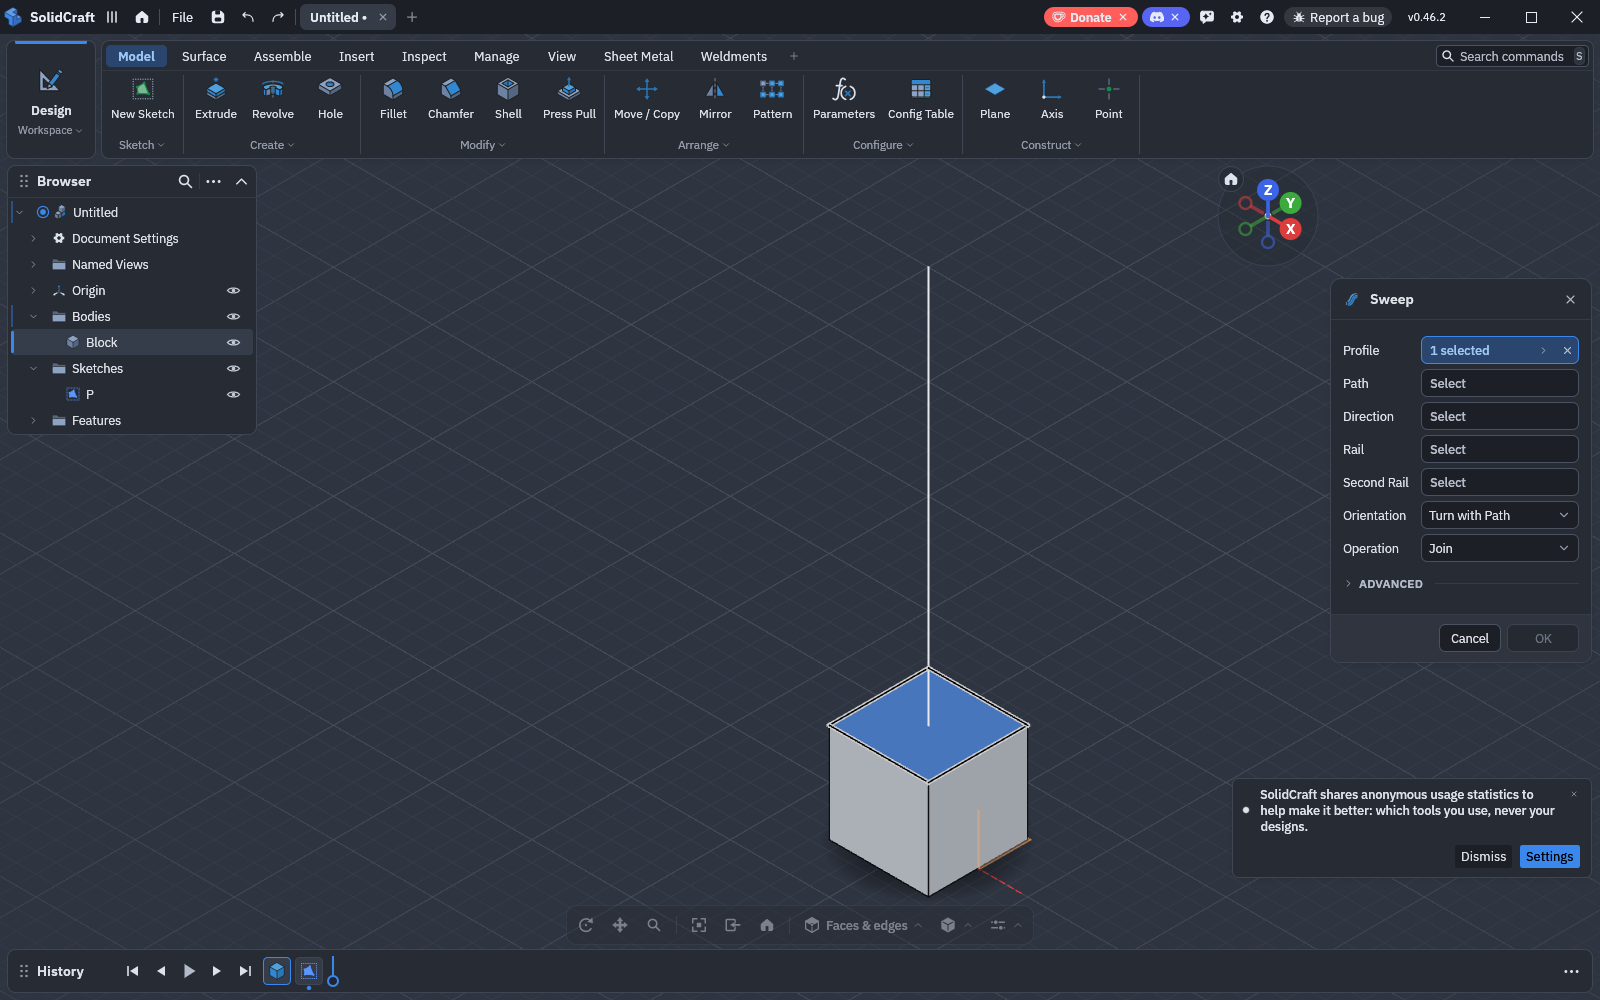 SolidCraft
File
Untitled •
Donate
Report a bug
v0.46.2
Design
Workspace
Model
Surface
Assemble
Insert
Inspect
Manage
View
Sheet Metal
Weldments
Search commands
S
New Sketch
Extrude
Revolve
Hole
Fillet
Chamfer
Shell
Press Pull
Move / Copy
Mirror
Pattern
Parameters
Config Table
Plane
Axis
Point
Sketch
Create
Modify
Arrange
Configure
Construct
Browser
Untitled
Document Settings
Named Views
Origin
Bodies
Block
Sketches
P
Features
Z
Y
X
Sweep
Profile
1 selected
Path
Select
Direction
Select
Rail
Select
Second Rail
Select
Orientation
Turn with Path
Operation
Join
ADVANCED
Cancel
OK
SolidCraft shares anonymous usage statistics to
help make it better: which tools you use, never your
designs.
Dismiss
Settings
Faces & edges
History